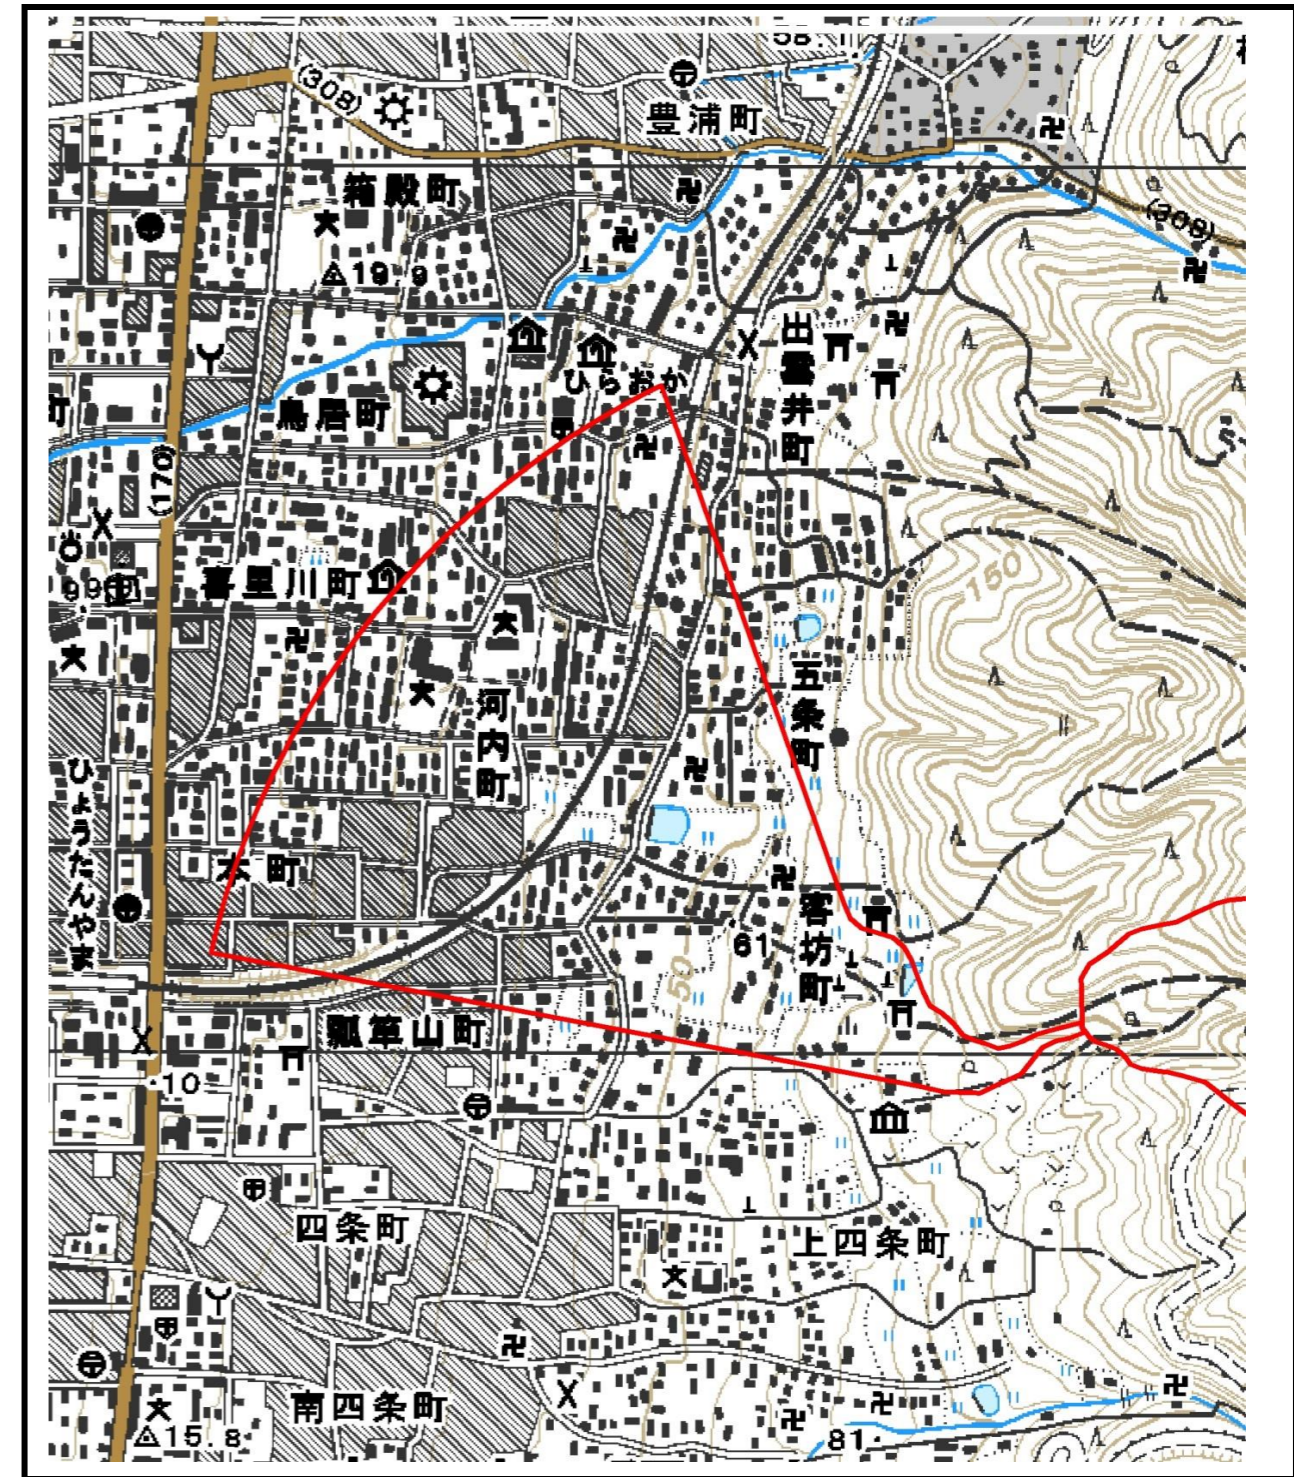 58.1
(308)
豊浦町
箱殿町
(308)
19.9
出雲井町
ひらおか
鳥居町
(170)
150
喜里川町
五条町
河内町
ひょうたんやま
本町
客坊町
61
50
瓢箪山町
10
四条町
上四条町
南四条町
15.8
81